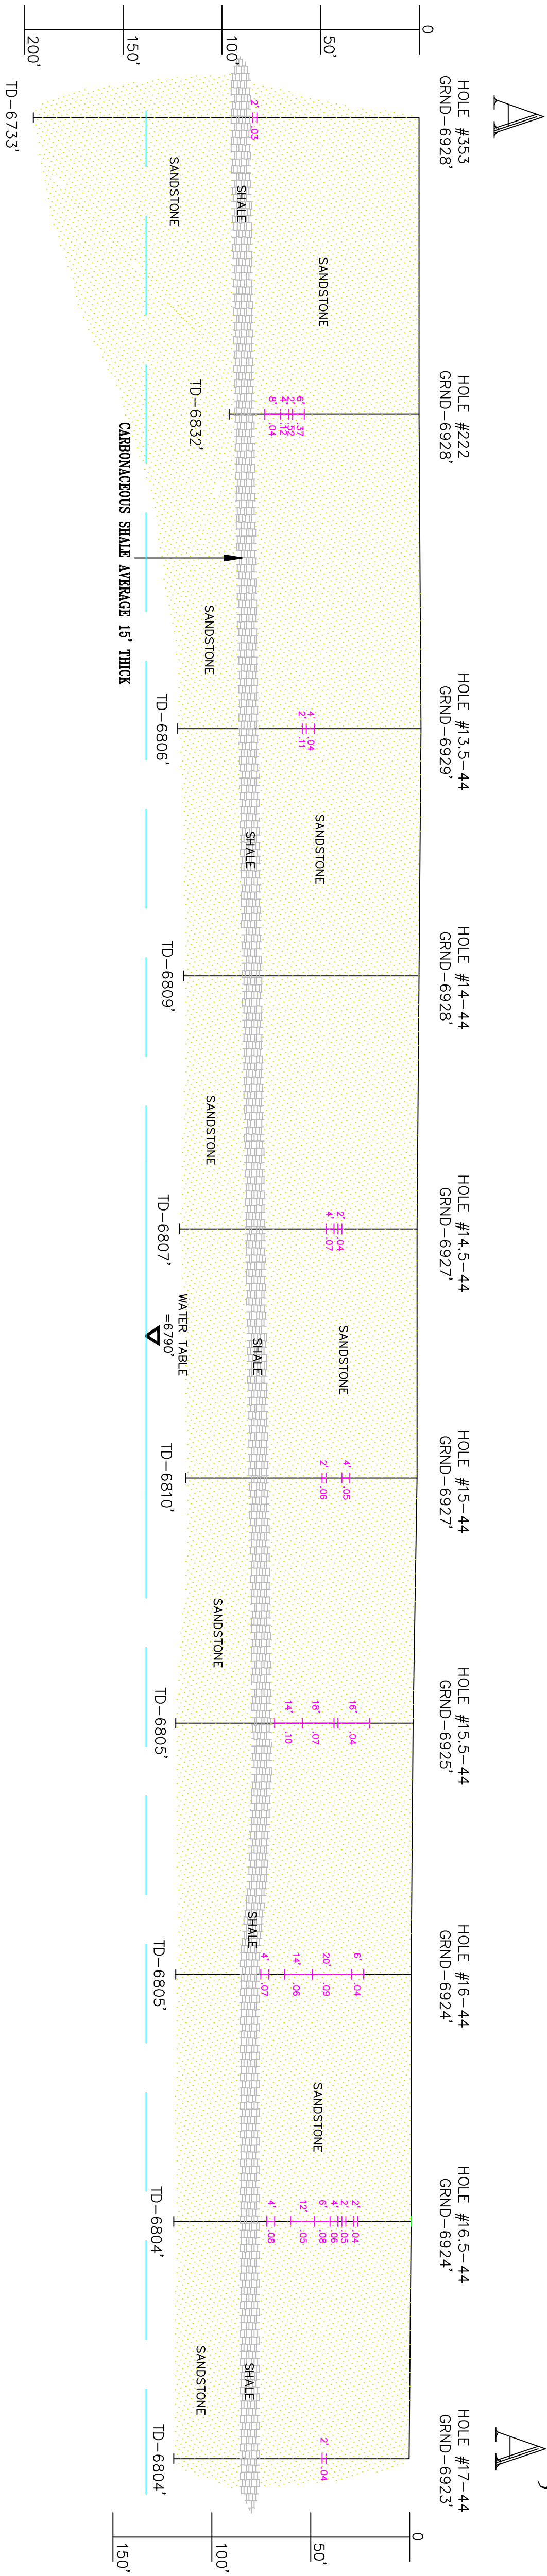 A
A'
HOLE #353
GRND-6928'
HOLE #222
GRND-6928'
HOLE #13.5-44
GRND-6929'
HOLE #14-44
GRND-6928'
HOLE #14.5-44
GRND-6927'
HOLE #15-44
GRND-6927'
HOLE #15.5-44
GRND-6925'
HOLE #16-44
GRND-6924'
HOLE #16.5-44
GRND-6924'
HOLE #17-44
GRND-6923'
0
50'
100'
200'
0
50'
100'
150'
SANDSTONE
SANDSTONE
SANDSTONE
SANDSTONE
2' .03
6' .37
2' .52
4' .12
8' .04
4' .04
2' .11
2' .04
4' .07
4' .05
2' .06
16' .04
18' .07
14' .10
6' .04
20' .09
14' .06
4' .07
2' .04
2' .05
4' .06
6' .08
12' .05
4' .08
2' .04
SHALE
SHALE
SHALE
SHALE
SHALE
SANDSTONE
SANDSTONE
SANDSTONE
SANDSTONE
SANDSTONE
CARBONACEOUS SHALE AVERAGE 15' THICK
WATER TABLE
=6790'
TD-6733'
TD-6832'
TD-6806'
TD-6809'
TD-6807'
TD-6810'
TD-6805'
TD-6805'
TD-6804'
TD-6804'